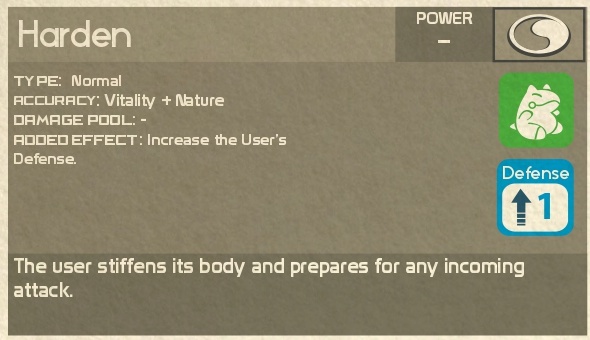 Harden
POWER
–
TYPE: Normal
ACCURACY: Vitality + Nature
DAMAGE POOL: -
ADDED EFFECT: Increase the User's
Defense.
Defense
1
The user stiffens its body and prepares for any incoming
attack.